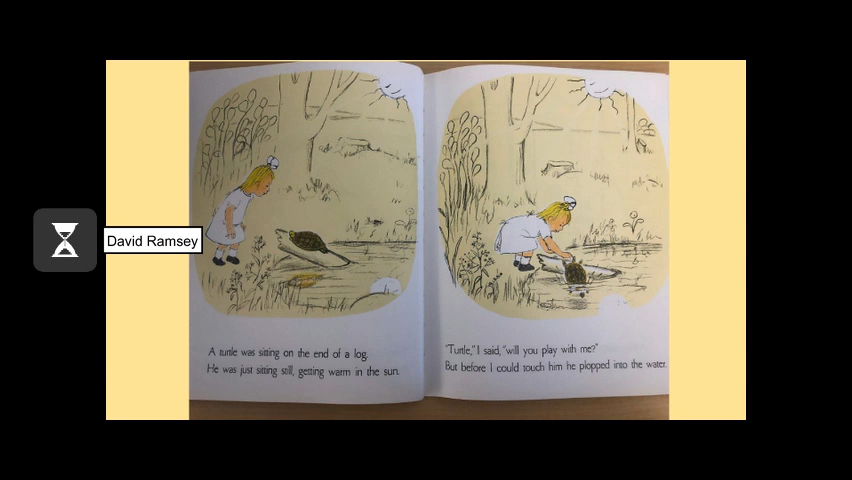 David Ramsey
A turtle was sitting on the end of a log.
He was just sitting still, getting warm in the sun.
"Turtle," I said, "will you play with me?"
But before I could touch him he plopped into the water.